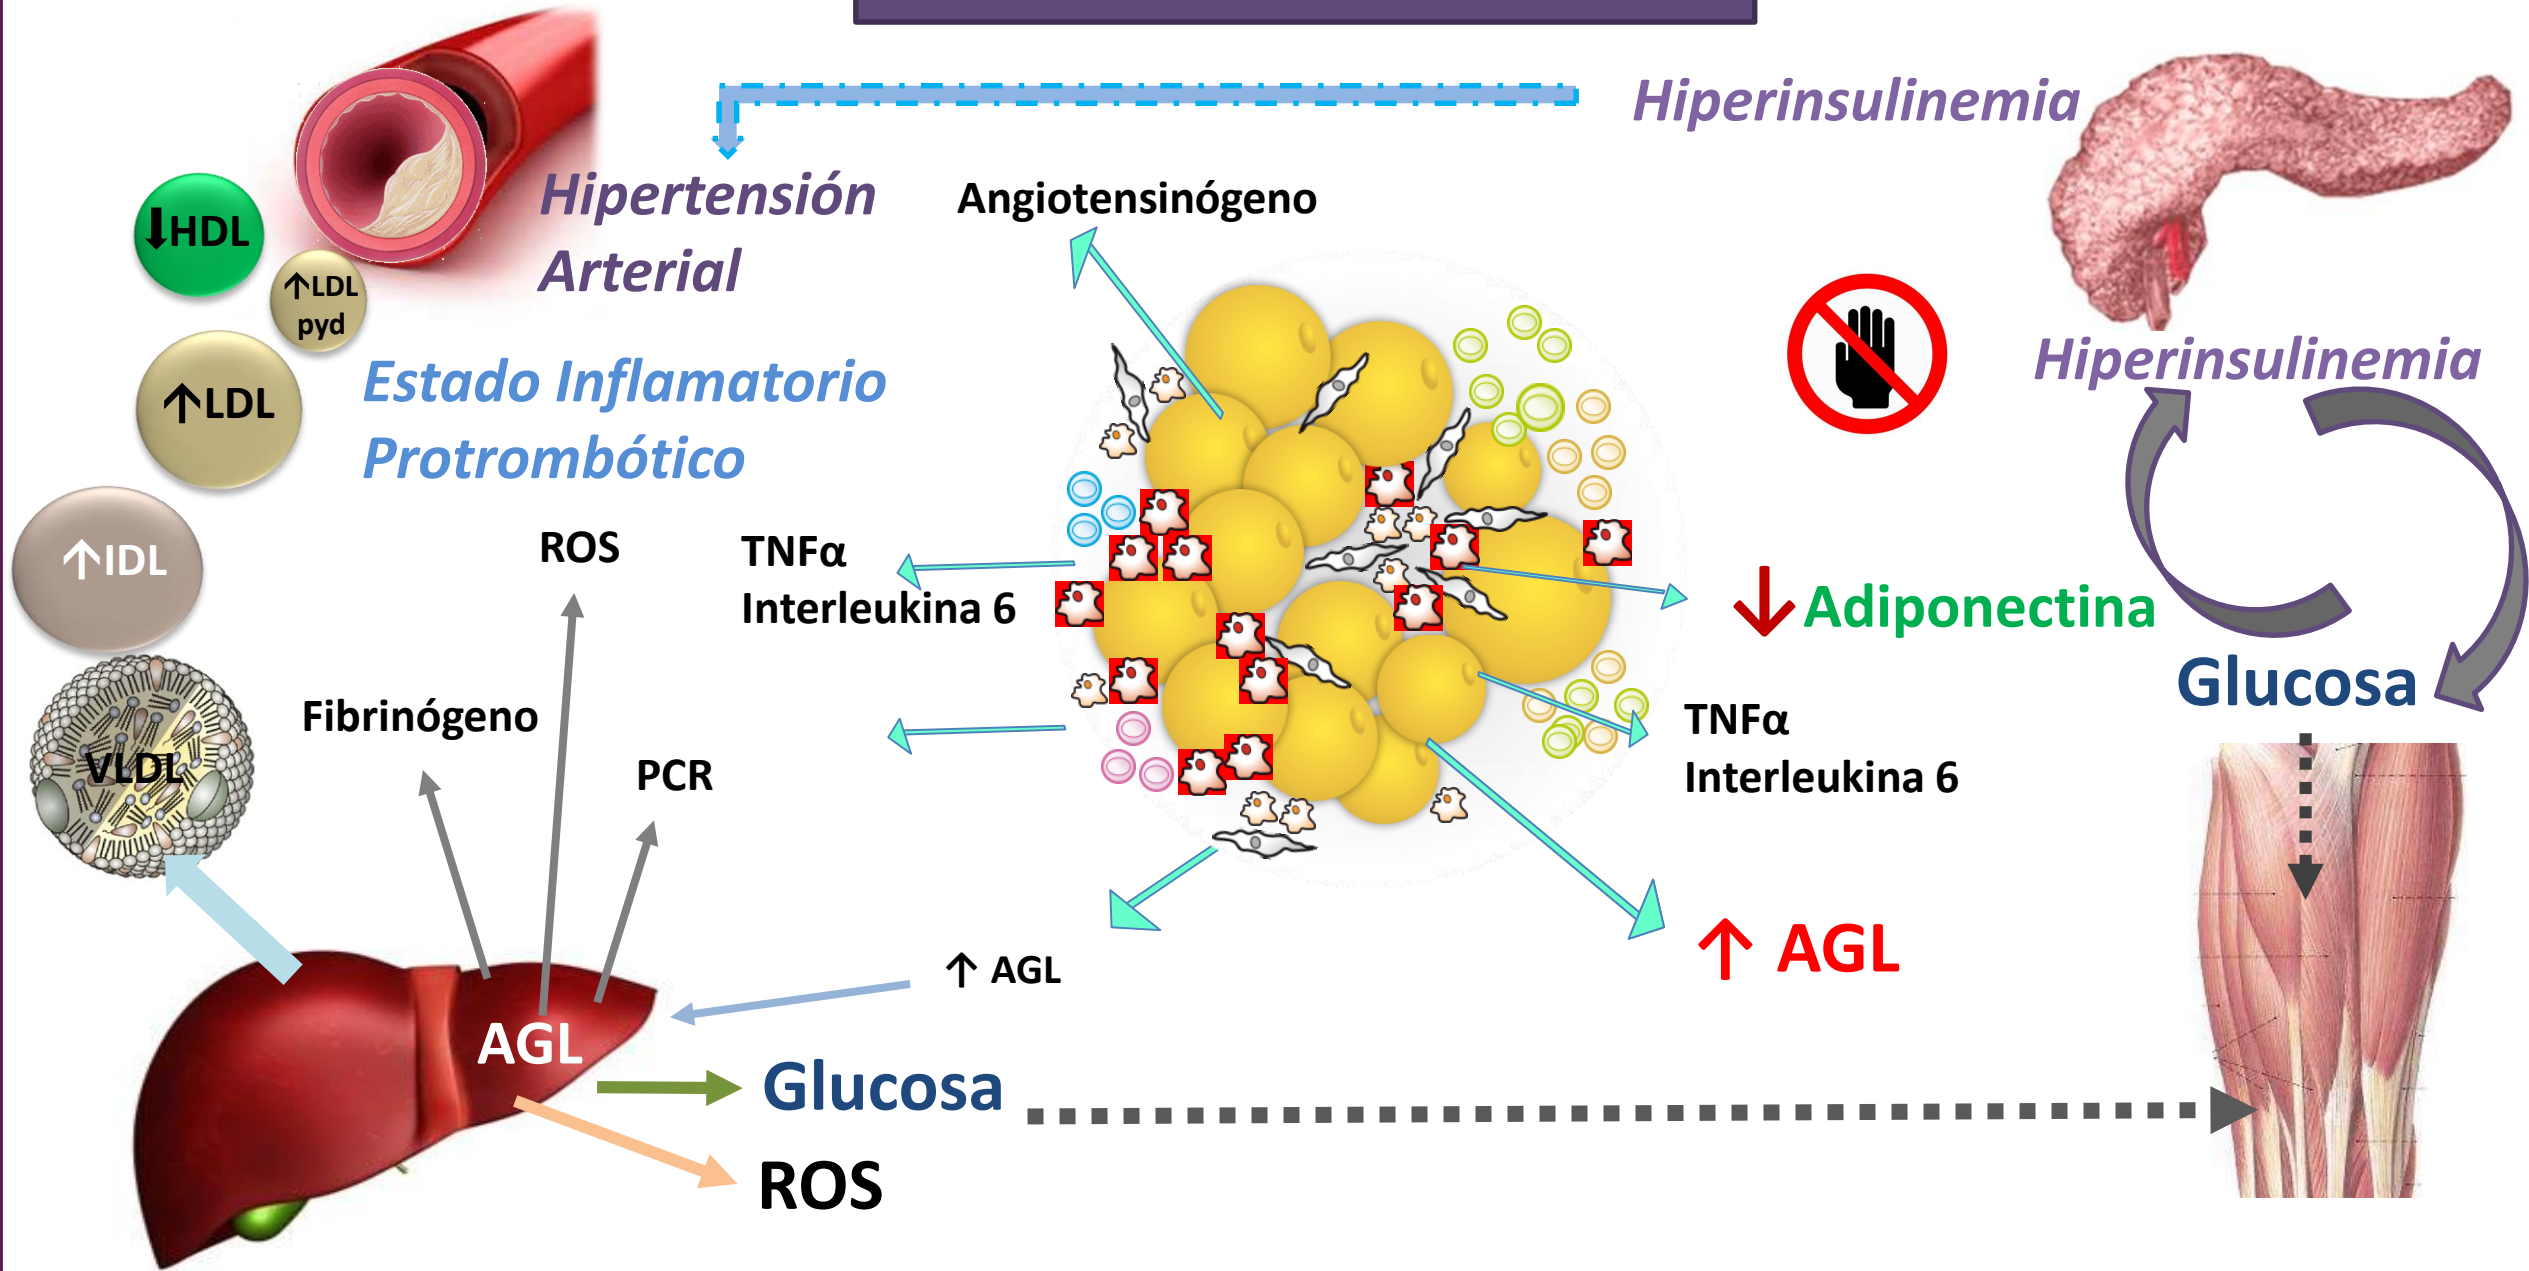 Hiperinsulinemia
Hipertensión
Arterial
Angiotensinógeno
↓HDL
↑LDL
pyd
↑LDL
Estado Inflamatorio
Protrombótico
Hiperinsulinemia
↑IDL
ROS
TNFα
Interleukina 6
↓Adiponectina
Glucosa
Fibrinógeno
VLDL
PCR
TNFα
Interleukina 6
↑ AGL
↑ AGL
AGL
Glucosa
ROS